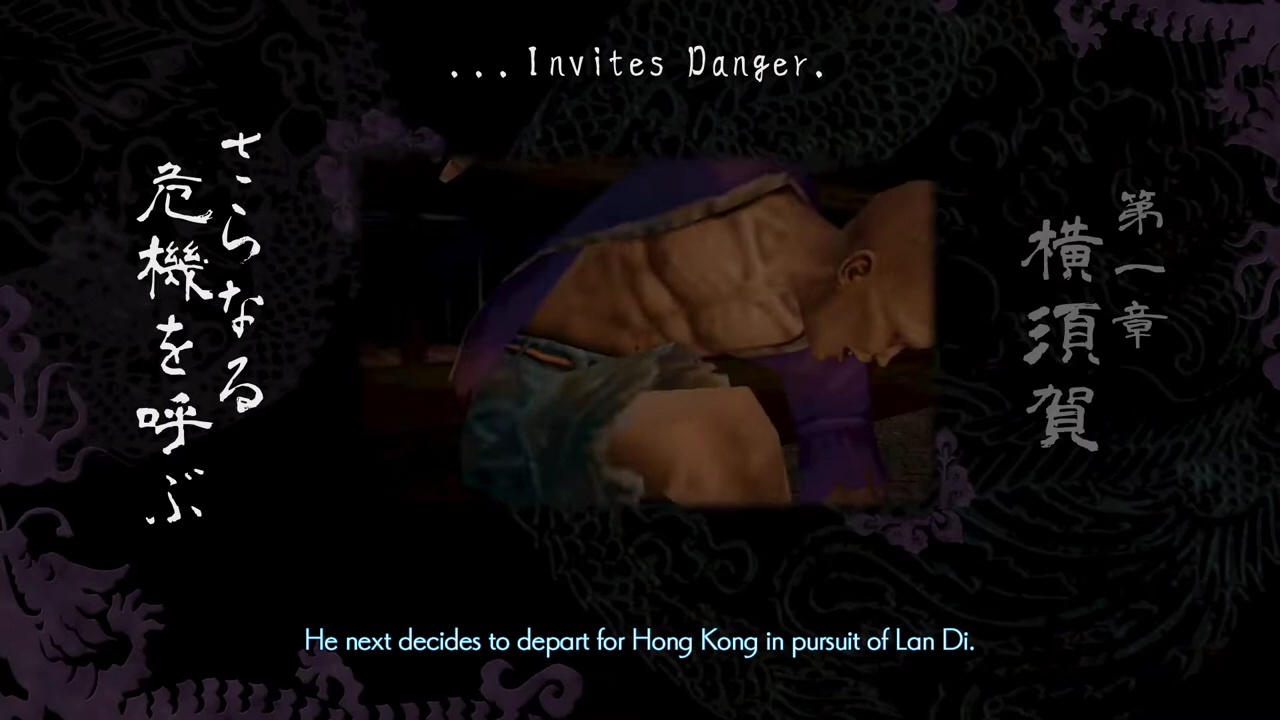 ...Invites Danger.
さらなる
危機を呼ぶ
第一章
横須賀
He next decides to depart for Hong Kong in pursuit of Lan Di.